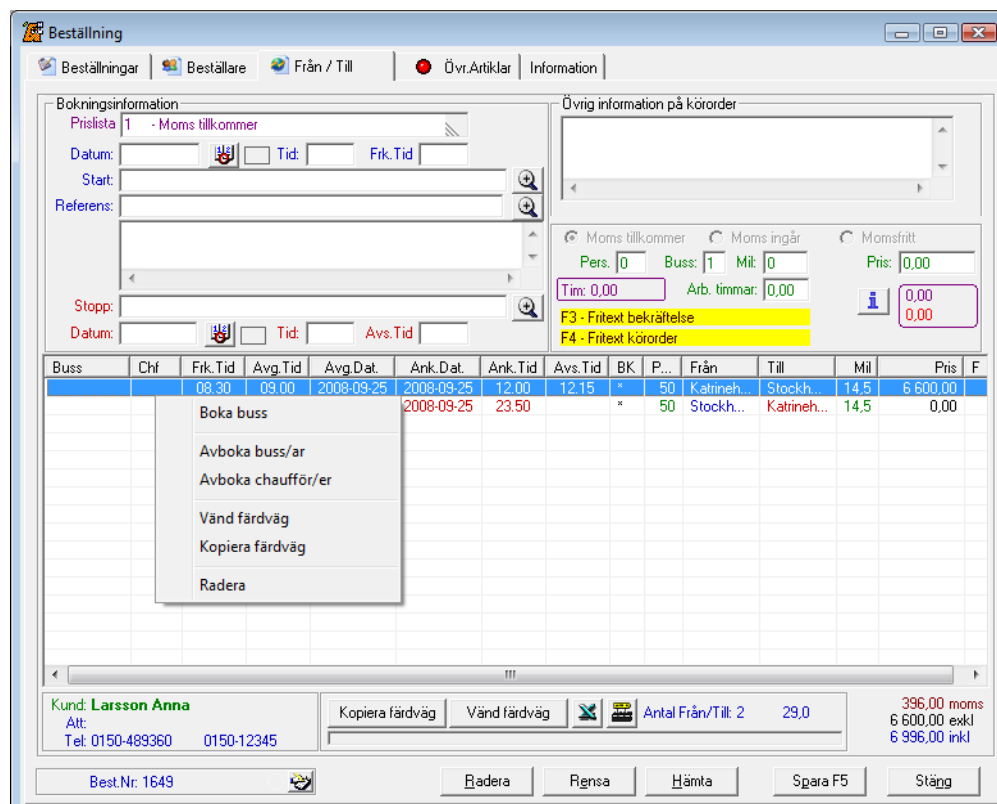 Beställning
Beställningar Beställare Från / Till Övr.Artiklar Information
Bokningsinformation
Prislista 1 - Moms tillkommer
Datum: Tid: Frk.Tid
Start:
Referens:
Stopp:
Datum: Tid: Avs.Tid
Övrig information på körorder
Moms tillkommer Moms ingår Momsfritt
Pers. 0 Buss: 1 Mil: 0 Pris: 0,00
Tim: 0,00 Arb. timmar: 0,00 0,00
0,00
F3 - Fritext bekräftelse
F4 - Fritext körorder
Buss Chf Frk.Tid Avg.Tid Avg.Dat. Ank.Dat. Ank.Tid Avs.Tid BK P... Från Till Mil Pris F
08.30 09.00 2008-09-25 2008-09-25 12.00 12.15 * 50 Katrineh... Stockh... 14,5 6 600,00
2008-09-25 23.50 * 50 Stockh... Katrineh... 14,5 0,00
Boka buss
Avboka buss/ar
Avboka chaufför/er
Vänd färdväg
Kopiera färdväg
Radera
Kund: Larsson Anna
Att:
Tel: 0150-489360 0150-12345
Kopiera färdväg Vänd färdväg Antal Från/Till: 2 29,0
396,00 moms
6 600,00 exkl
6 996,00 inkl
Best.Nr: 1649 Radera Rensa Hämta Spara F5 Stäng